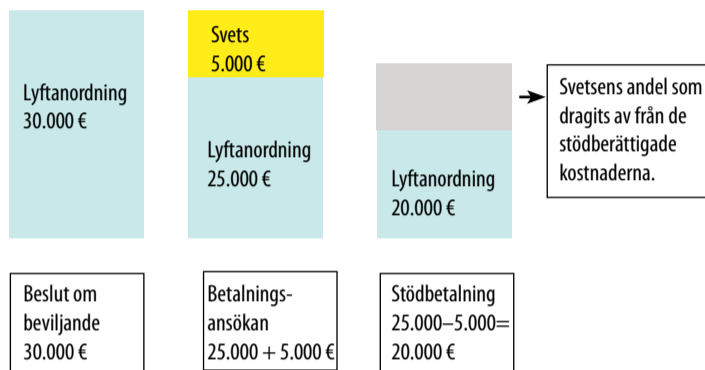 Lyftanordning
30.000 €
Svets
5.000 €
Lyftanordning
25.000 €
Lyftanordning
20.000 €
Svetsens andel som
dragits av från de
stödberättigade
kostnaderna.
Beslut om
beviljande
30.000 €
Betalnings-
ansökan
25.000 + 5.000 €
Stödbetalning
25.000–5.000=
20.000 €